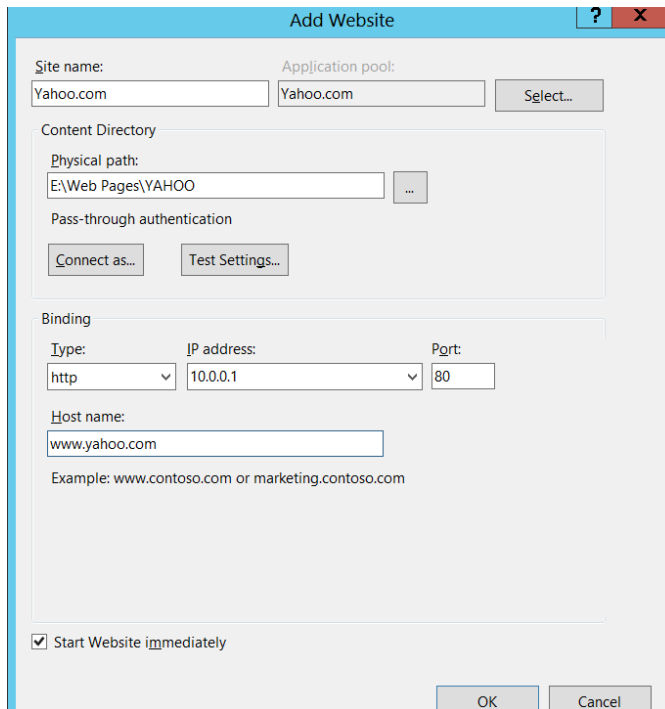 Add Website
? x
Site name: Application pool:
Yahoo.com Yahoo.com Select...
Content Directory
Physical path:
E:\Web Pages\YAHOO ...
Pass-through authentication
Connect as... Test Settings...
Binding
Type: IP address: Port:
http 10.0.0.1 80
Host name:
www.yahoo.com
Example: www.contoso.com or marketing.contoso.com
Start Website immediately
OK Cancel